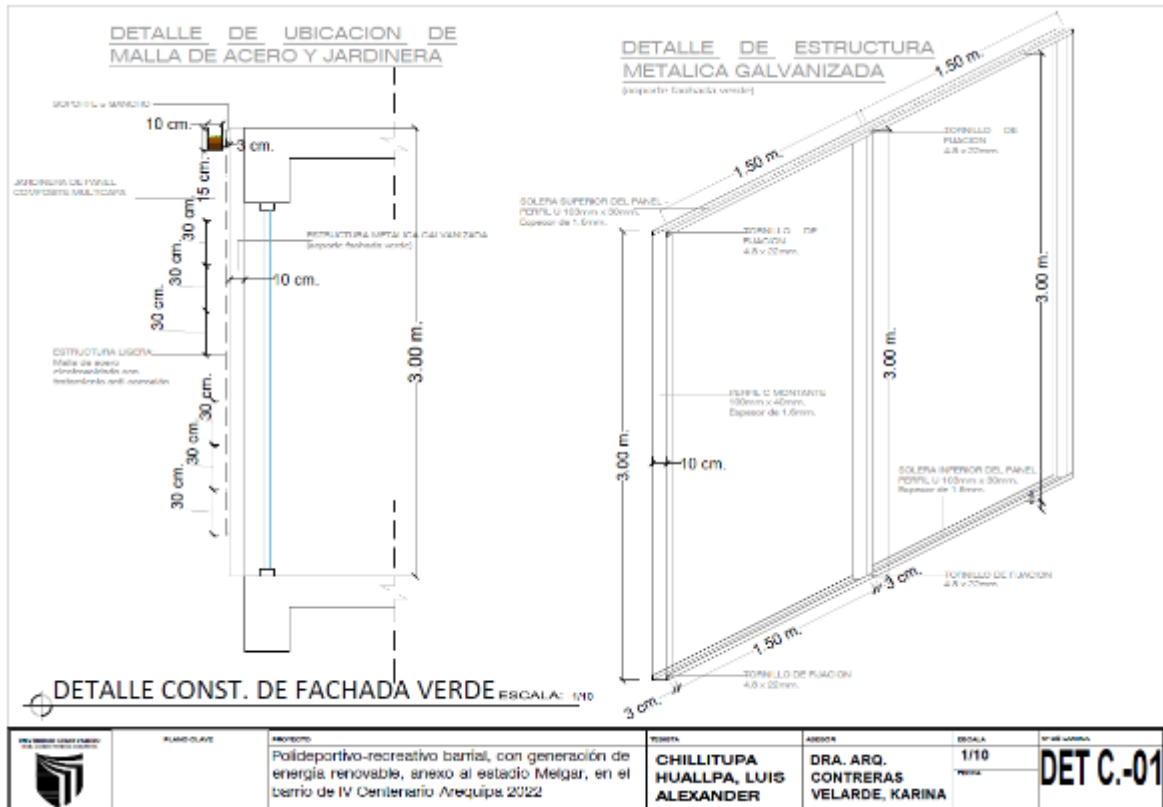 DETALLE DE UBICACION DE
MALLA DE ACERO Y JARDINERA
SOPORTE o GANCHO
10 cm.
3 cm.
15 cm.
JARDINERA DE PANEL
COMPOSITE MULTICAPA
30 cm.
30 cm.
30 cm.
ESTRUCTURA METALICA GALVANIZADA
(soporte fachada verde)
10 cm.
3.00 m.
ESTRUCTURA LIGERA
Malla de acero
electrosoldado con
tratamiento anti-corrosión
30 cm.
30 cm.
30 cm.
DETALLE CONST. DE FACHADA VERDE ESCALA: 1/10
DETALLE DE ESTRUCTURA
METALICA GALVANIZADA
(soporte fachada verde)
1.50 m.
1.50 m.
TORNILLO DE
FIJACION
4.8 x 22mm.
SOLERA SUPERIOR DEL PANEL -
PERFIL U 103mm x 30mm.
Espesor de 1.6mm.
TORNILLO DE
FIJACION
4.8 x 22mm.
3.00 m.
3.00 m.
3.00 m.
PERFIL C MONTANTE
100mm x 40mm.
Espesor de 1.6mm.
10 cm.
SOLERA INFERIOR DEL PANEL
PERFIL U 103mm x 30mm.
Espesor de 1.6mm.
3 cm.
TORNILLO DE FIJACION
4.8 x 22mm.
1.50 m.
TORNILLO DE FIJACION
4.8 x 22mm.
3 cm.
PLANO CLAVE
PROYECTO
Polideportivo-recreativo barrial, con generación de
energía renovable, anexo al estadio Melgar, en el
barrio de IV Centenario Arequipa 2022
TESISTA
CHILLITUPA
HUALLPA, LUIS
ALEXANDER
ASESOR
DRA. ARQ.
CONTRERAS
VELARDE, KARINA
ESCALA
1/10
FECHA
N° DE LAMINA
DET C.-01